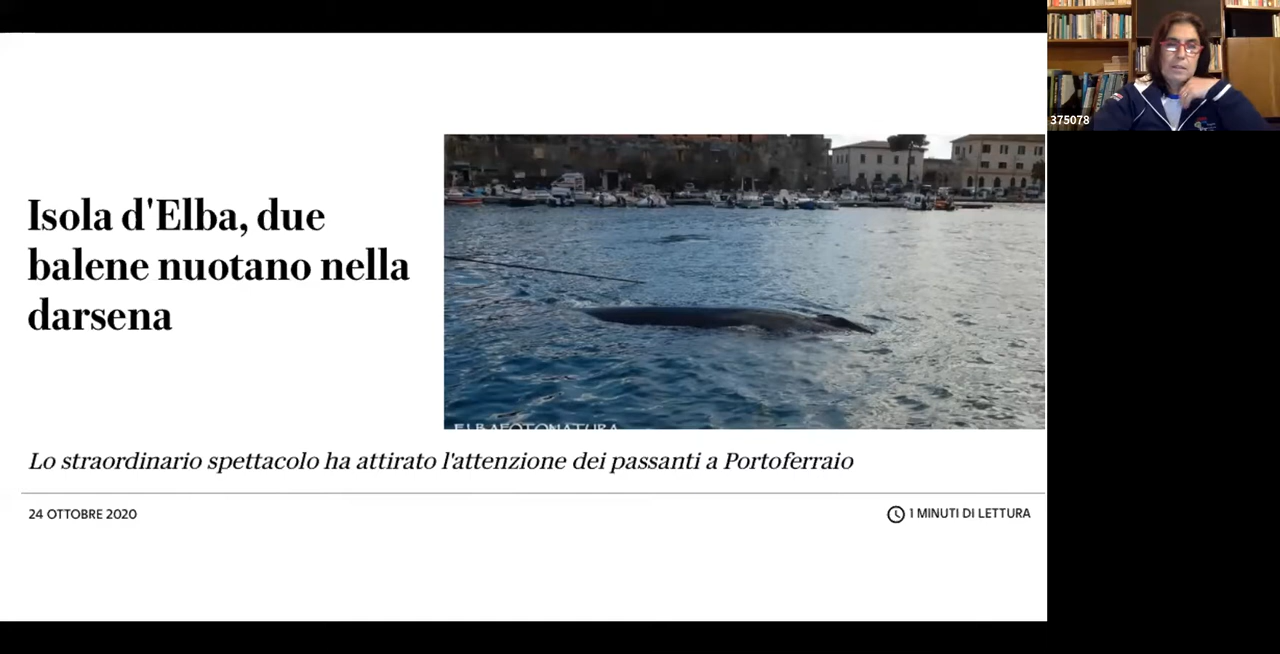 375078
Isola d'Elba, due
balene nuotano nella
darsena
ELBAFOTONATURA
Lo straordinario spettacolo ha attirato l'attenzione dei passanti a Portoferraio
24 OTTOBRE 2020
1 MINUTI DI LETTURA